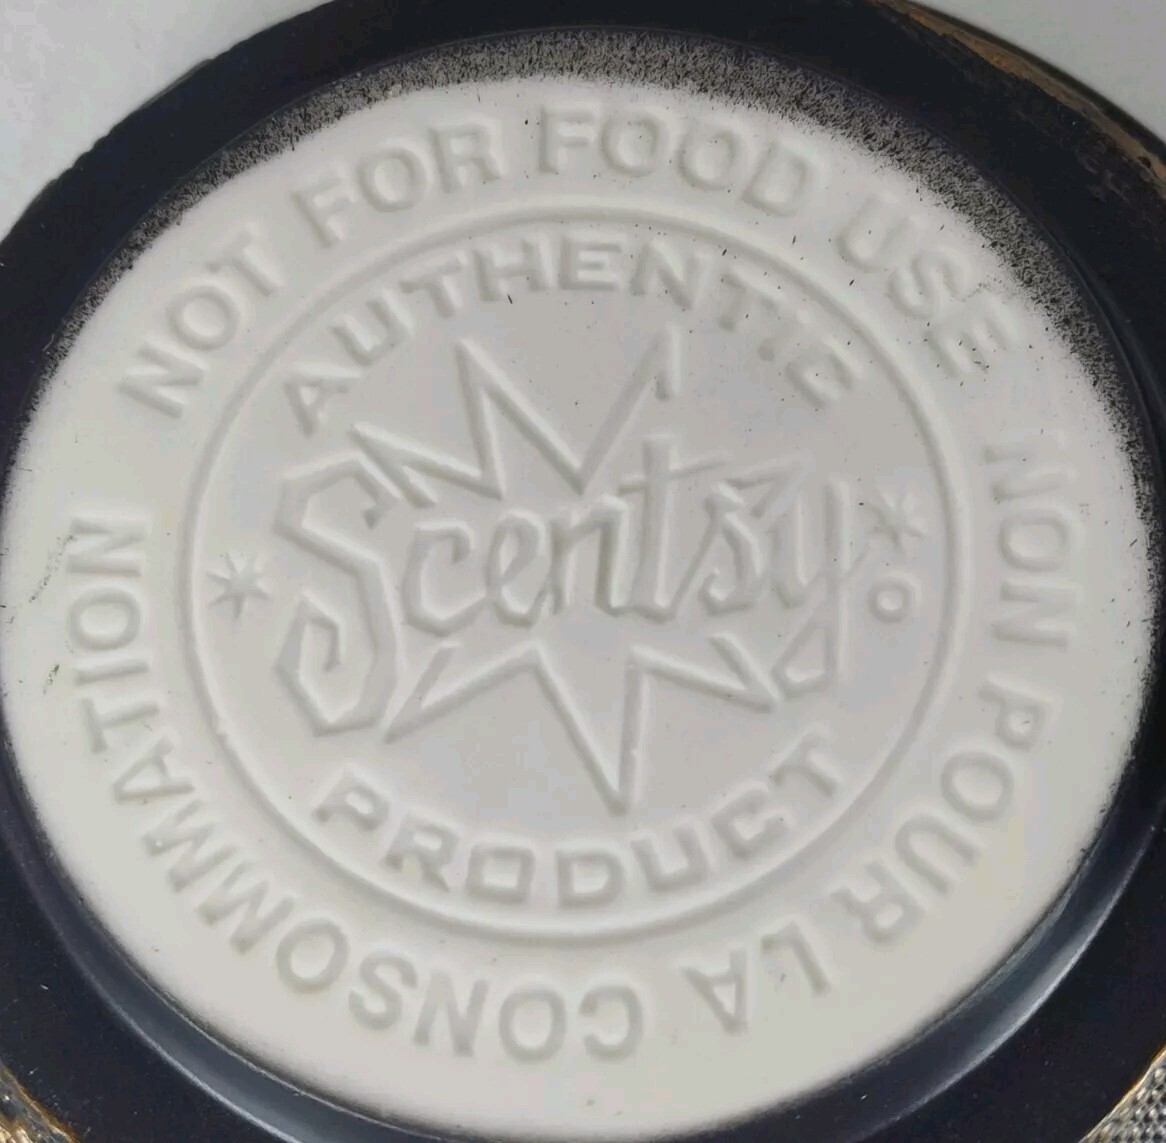 NOT FOR FOOD USE
NON POUR LA CONSOMMATION
AUTHENTIC
Scentsy
PRODUCT